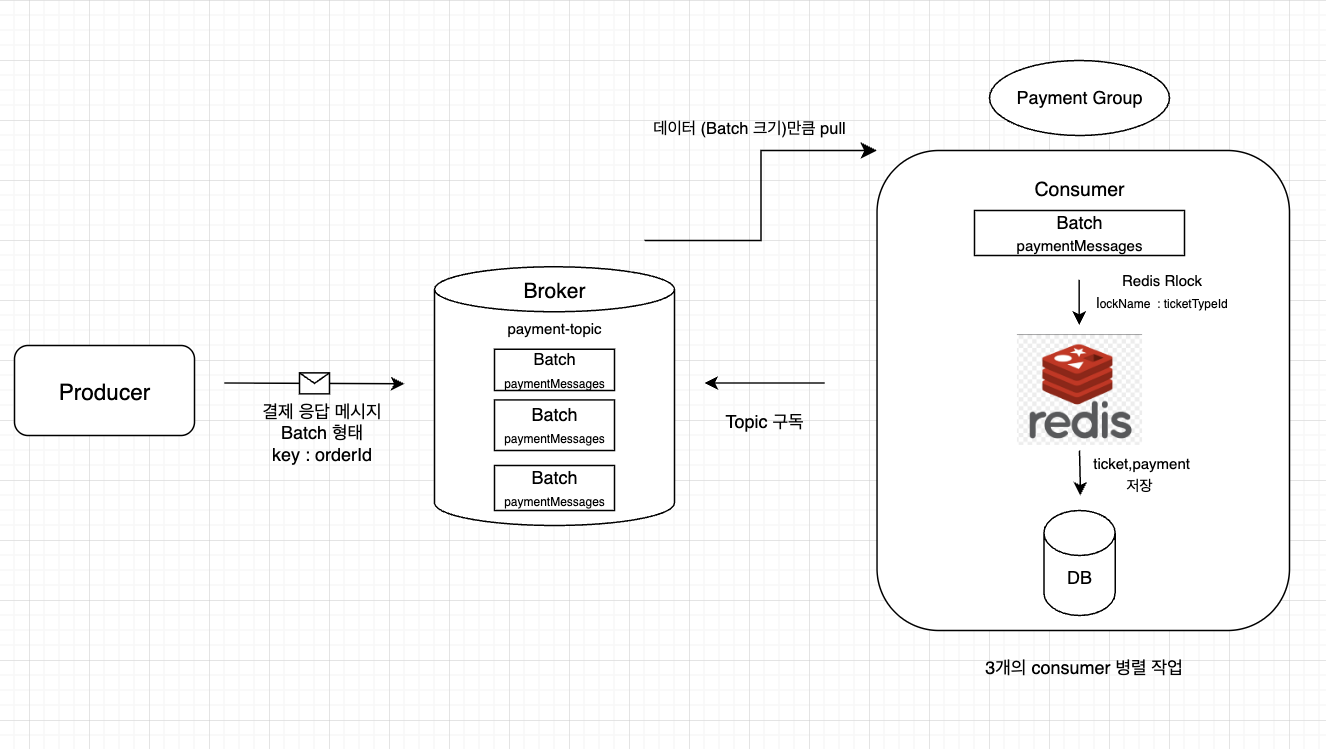 Payment Group
데이터 (Batch 크기)만큼 pull
Consumer
Batch
paymentMessages
Redis Rlock
lockName : ticketTypeId
Broker
payment-topic
Batch
paymentMessages
Batch
paymentMessages
Batch
paymentMessages
Producer
결제 응답 메시지
Batch 형태
key : orderId
Topic 구독
redis
ticket,payment
저장
DB
3개의 consumer 병렬 작업